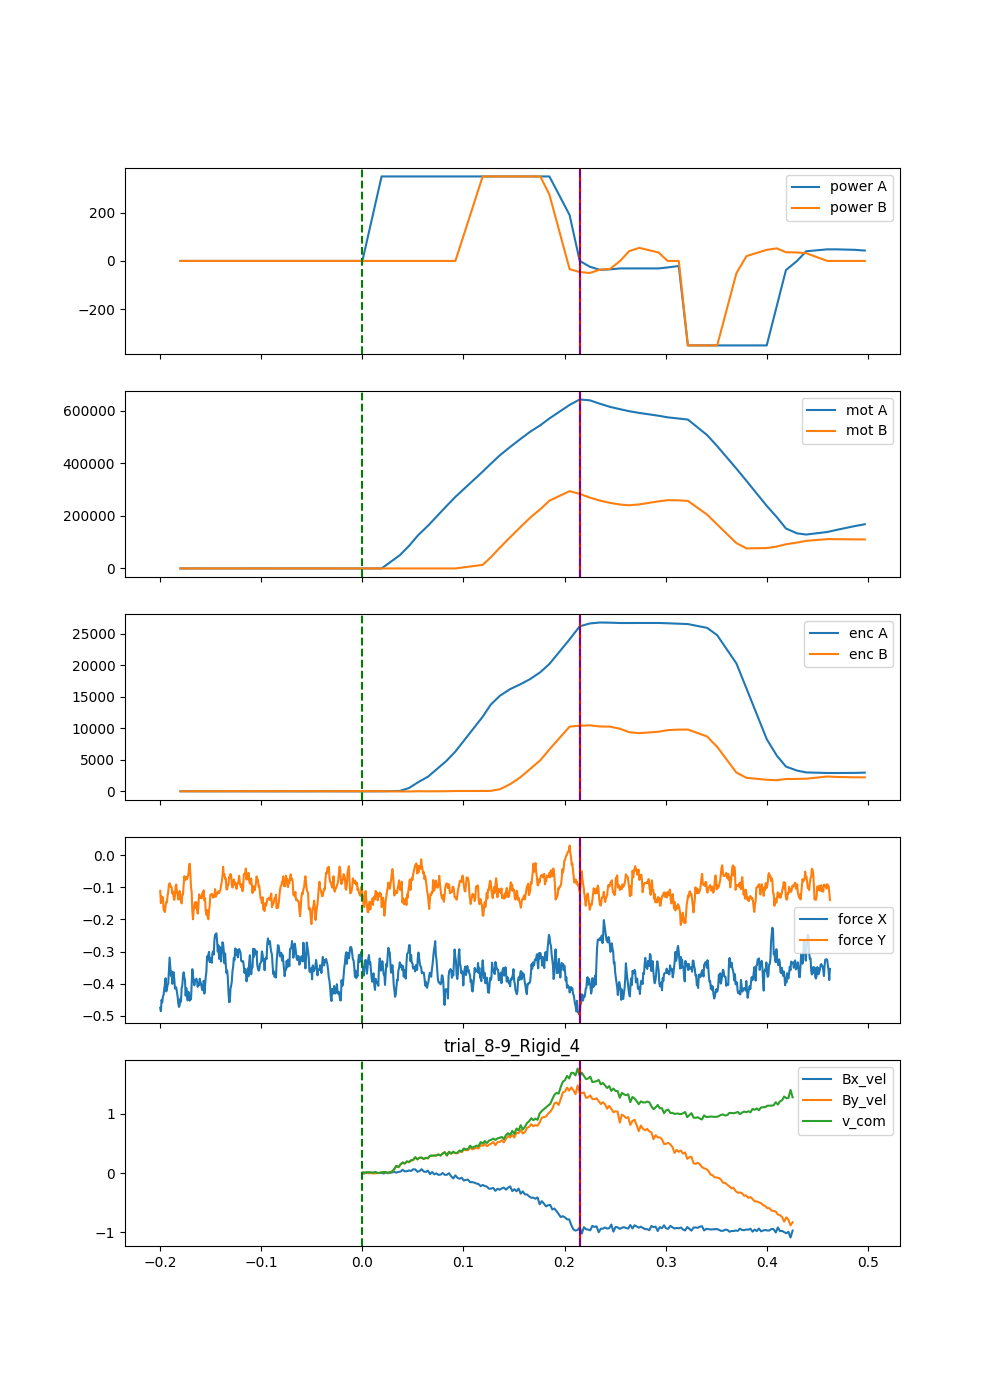 power A
power B
200
0
−200
mot A
mot B
600000
400000
200000
0
enc A
enc B
25000
20000
15000
10000
5000
0
force X
force Y
0.0
−0.1
−0.2
−0.3
−0.4
−0.5
trial_8-9_Rigid_4
Bx_vel
By_vel
v_com
1
0
−1
−0.2 −0.1 0.0 0.1 0.2 0.3 0.4 0.5